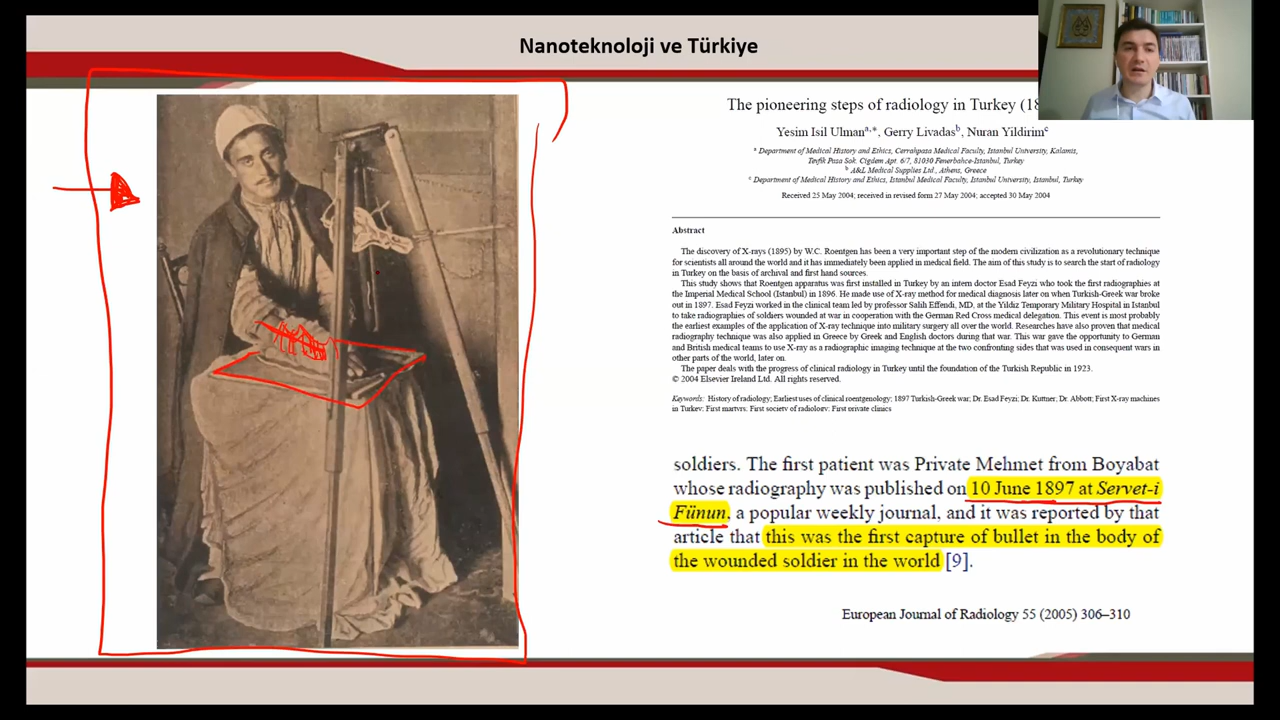 Nanoteknoloji ve Türkiye
The pioneering steps of radiology in Turkey (18
Yesim Isil Ulman a,*, Gerry Livadas b, Nuran Yildirim c
a Department of Medical History and Ethics, Cerrahpasa Medical Faculty, Istanbul University, Kalamis,
Tevfik Pasa Sok. Cigdem Apt. 6/7, 81030 Fenerbahce-Istanbul, Turkey
b A&L Medical Supplies Ltd., Athens, Greece
c Department of Medical History and Ethics, Istanbul Medical Faculty, Istanbul University, Istanbul, Turkey
Received 25 May 2004; received in revised form 27 May 2004; accepted 30 May 2004
Abstract
The discovery of X-rays (1895) by W.C. Roentgen has been a very important step of the modern civilization as a revolutionary technique
for scientists all around the world and it has immediately been applied in medical field. The aim of this study is to search the start of radiology
in Turkey on the basis of archival and first hand sources.
This study shows that Roentgen apparatus was first installed in Turkey by an intern doctor Esad Feyzi who took the first radiographies at
the Imperial Medical School (Istanbul) in 1896. He made use of X-ray method for medical diagnosis later on when Turkish-Greek war broke
out in 1897. Esad Feyzi worked in the clinical team led by professor Salih Effendi, MD, at the Yildiz Temporary Military Hospital in Istanbul
to take radiographies of soldiers wounded at war in cooperation with the German Red Cross medical delegation. This event is most probably
the earliest examples of the application of X-ray technique into military surgery all over the world. Researches have also proven that medical
radiography technique was also applied in Greece by Greek and English doctors during that war. This war gave the opportunity to German
and British medical teams to use X-ray as a radiographic imaging technique at the two confronting sides that was used in consequent wars in
other parts of the world, later on.
The paper deals with the progress of clinical radiology in Turkey until the foundation of the Turkish Republic in 1923.
© 2004 Elsevier Ireland Ltd. All rights reserved.
Keywords: History of radiology; Earliest uses of clinical roentgenology; 1897 Turkish-Greek war; Dr. Esad Feyzi; Dr. Kuttner; Dr. Abbott; First X-ray machines
in Turkey; First martyrs; First society of radiology; First private clinics
soldiers. The first patient was Private Mehmet from Boyabat
whose radiography was published on 10 June 1897 at Servet-i
Fünun, a popular weekly journal, and it was reported by that
article that this was the first capture of bullet in the body of
the wounded soldier in the world [9].
European Journal of Radiology 55 (2005) 306–310